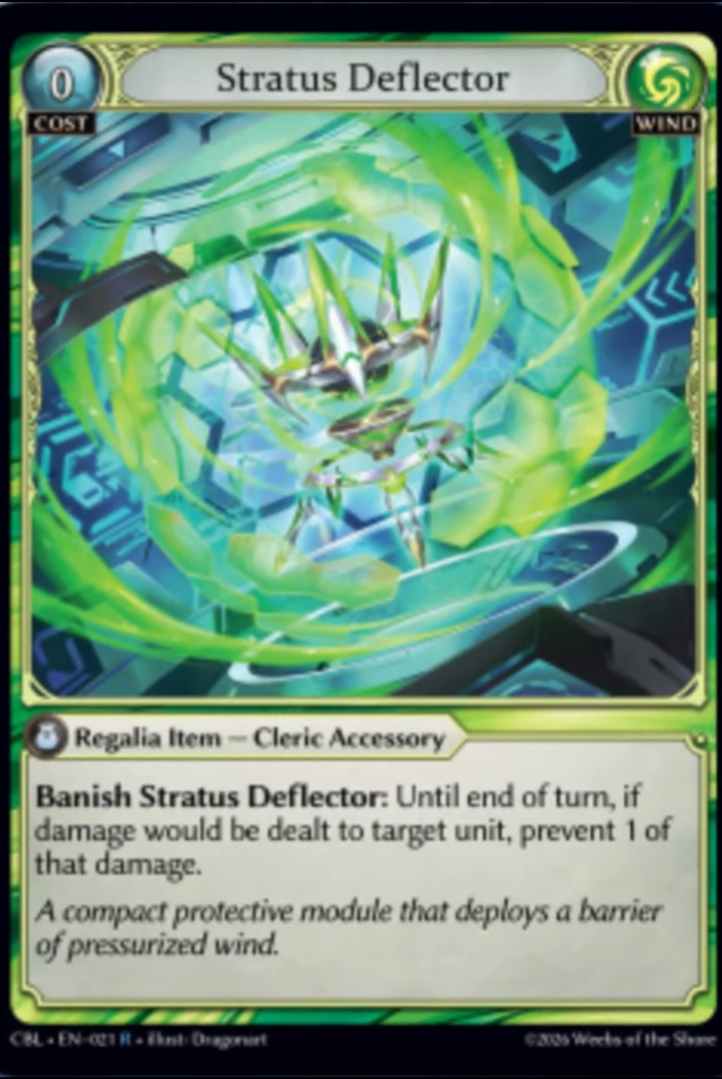 0
Stratus Deflector
COST
WIND
Regalia Item — Cleric Accessory
Banish Stratus Deflector: Until end of turn, if
damage would be dealt to target unit, prevent 1 of
that damage.
A compact protective module that deploys a barrier
of pressurized wind.
CBL • EN-021 R • illust: Dragonart
©2026 Weebs of the Shore